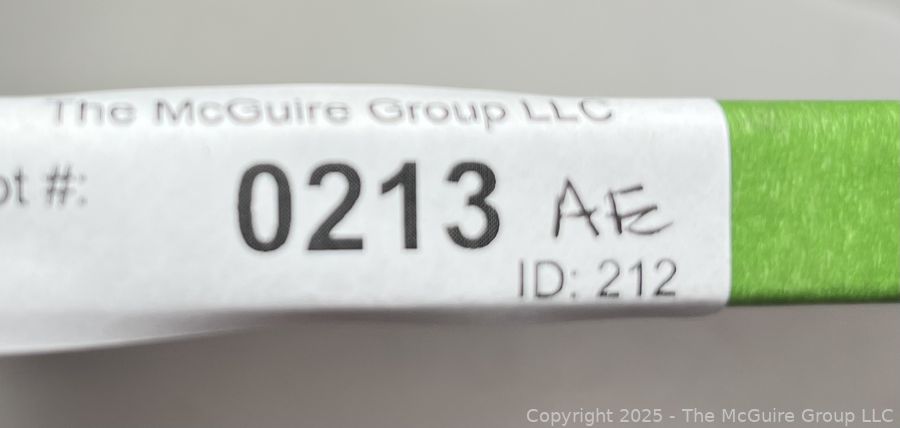 The McGuire Group LLC
ot #: 0213 AE
ID: 212
Copyright 2025 - The McGuire Group LLC